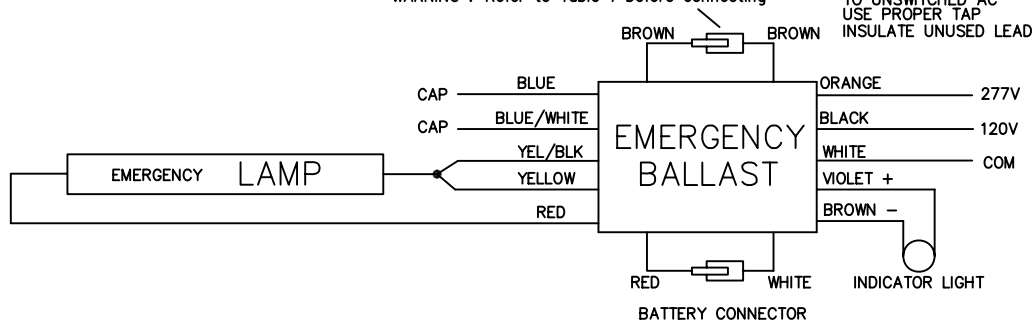 WARNING : Refer to Table 1 before connecting
TO UNSWITCHED AC
USE PROPER TAP
INSULATE UNUSED LEAD
BROWN
BROWN
CAP
BLUE
ORANGE
277V
CAP
BLUE/WHITE
EMERGENCY
BALLAST
BLACK
120V
YEL/BLK
WHITE
COM
EMERGENCY LAMP
YELLOW
VIOLET +
RED
BROWN -
RED
WHITE
INDICATOR LIGHT
BATTERY CONNECTOR